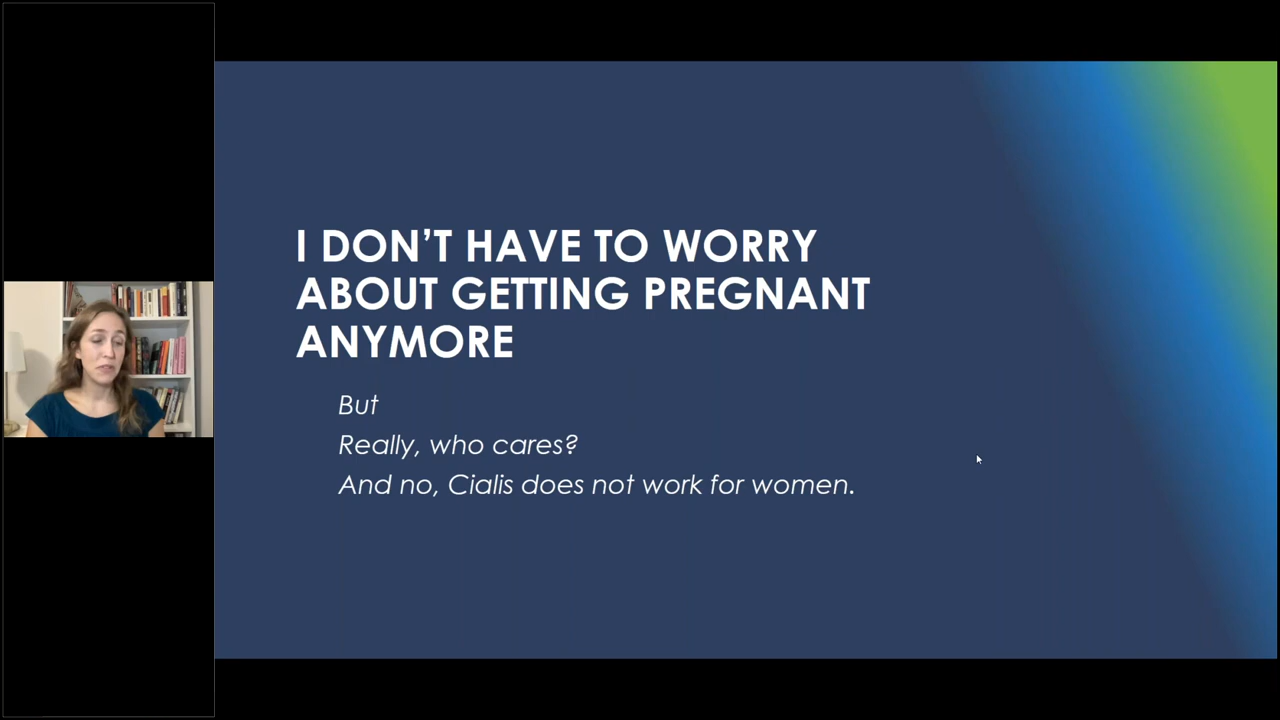 I DON'T HAVE TO WORRY
ABOUT GETTING PREGNANT
ANYMORE
But
Really, who cares?
And no, Cialis does not work for women.